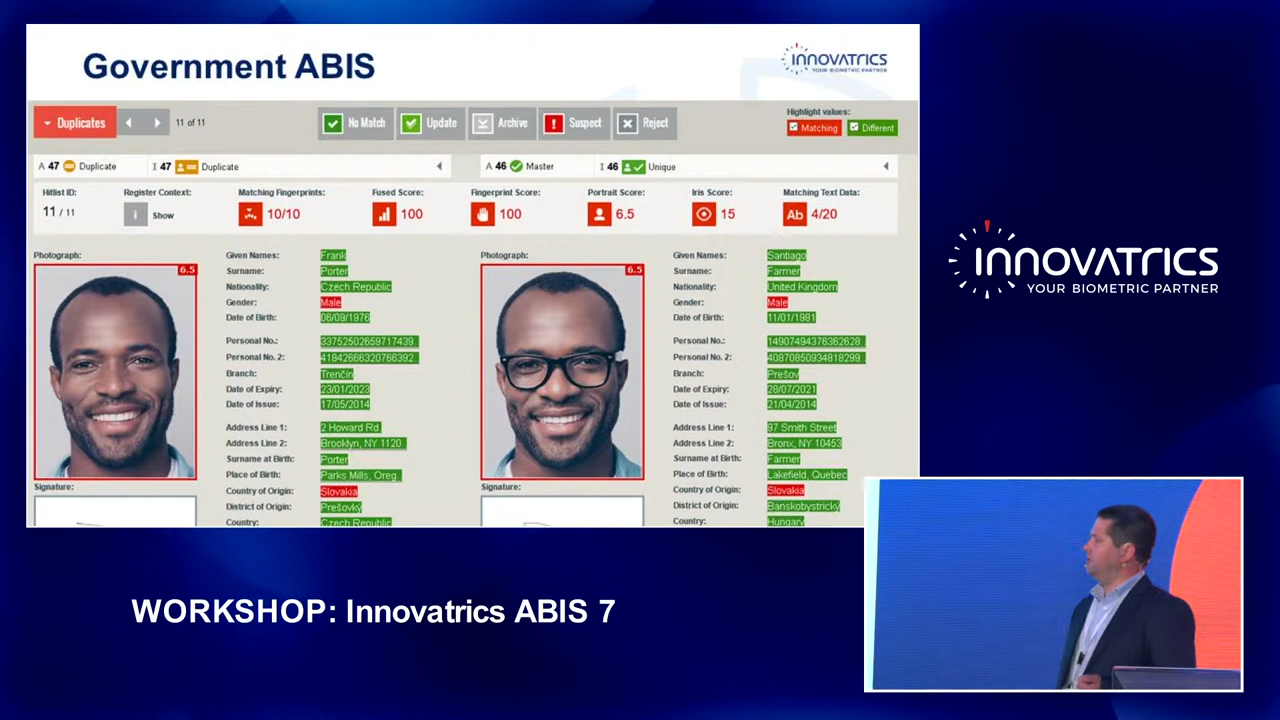 Government ABIS
INNOVATRICS
YOUR BIOMETRIC PARTNER
Duplicates
11 of 11
No Match
Update
Archive
Suspect
Reject
Highlight values:
Matching
Different
A 47 Duplicate
I 47 Duplicate
A 46 Master
I 46 Unique
Hitlist ID:
11 / 11
Register Context:
Show
Matching Fingerprints:
10/10
Fused Score:
100
Fingerprint Score:
100
Portrait Score:
6.5
Iris Score:
15
Matching Text Data:
Ab 4/20
Photograph:
6.5
Given Names: Frank
Surname: Porter
Nationality: Czech Republic
Gender: Male
Date of Birth: 06/09/1976
Personal No.: 33752502659717439..
Personal No. 2: 41842666320766392..
Branch: Trenčín
Date of Expiry: 23/01/2023
Date of Issue: 17/05/2014
Address Line 1: 2 Howard Rd
Address Line 2: Brooklyn, NY 1120..
Surname at Birth: Porter
Place of Birth: Parks Mills, Oreg..
Country of Origin: Slovakia
District of Origin: Prešovký
Country: Czech Republic
Signature:
Photograph:
6.5
Given Names: Santiago
Surname: Farmer
Nationality: United Kingdom
Gender: Male
Date of Birth: 11/01/1981
Personal No.: 14907494376362628..
Personal No. 2: 40870850934818299..
Branch: Prešov
Date of Expiry: 28/07/2021
Date of Issue: 21/04/2014
Address Line 1: 97 Smith Street
Address Line 2: Bronx, NY 10453
Surname at Birth: Farmer
Place of Birth: Lakefield, Quebec
Country of Origin: Slovakia
District of Origin: Banskobystrický
Country: Hungary
Signature:
INNOVATRICS
YOUR BIOMETRIC PARTNER
WORKSHOP: Innovatrics ABIS 7